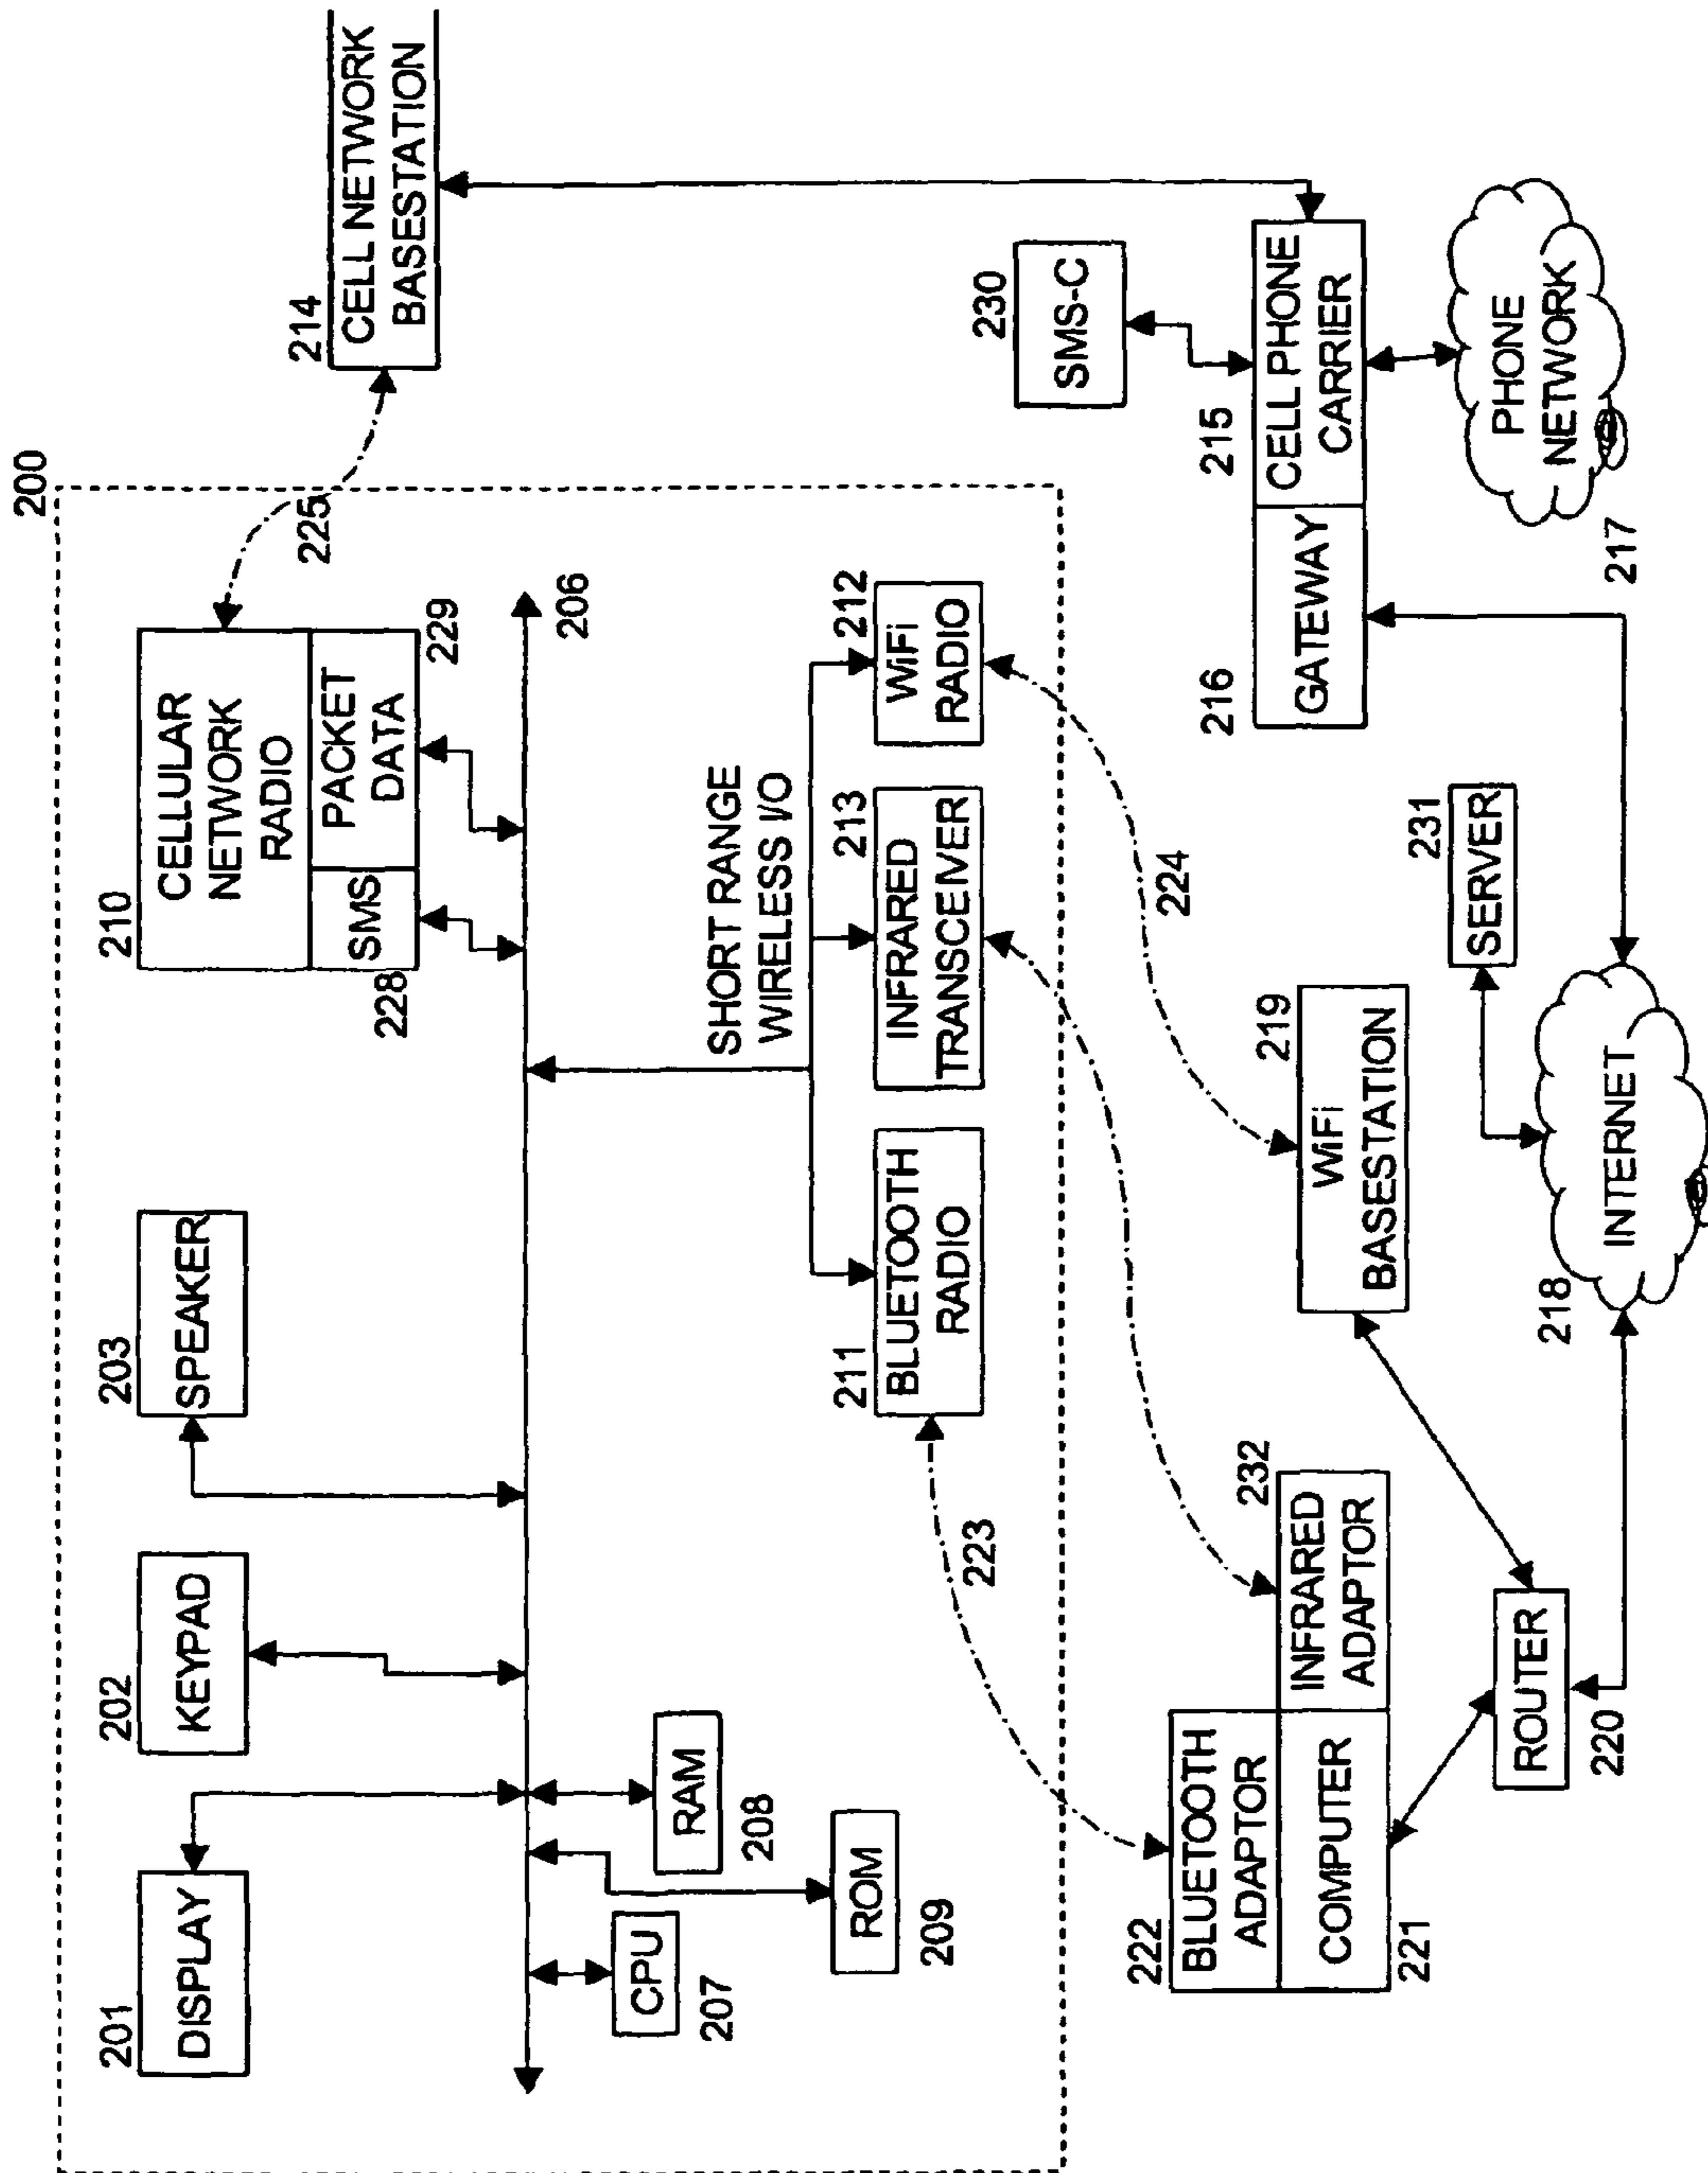 200
201
DISPLAY
202
KEYPAD
203
SPEAKER
210
CELLULAR
NETWORK
RADIO
SMS
PACKET
DATA
228
229
225
214
CELL NETWORK
BASESTATION
206
CPU
207
RAM
208
ROM
209
SHORT RANGE
WIRELESS I/O
211
BLUETOOTH
RADIO
213
INFRARED
TRANSCEIVER
212
WiFi
RADIO
223
224
230
SMS-C
222
BLUETOOTH
ADAPTOR
COMPUTER
221
232
INFRARED
ADAPTOR
219
WiFi
BASESTATION
216
GATEWAY
215
CELL PHONE
CARRIER
231
SERVER
ROUTER
220
218
INTERNET
217
PHONE
NETWORK